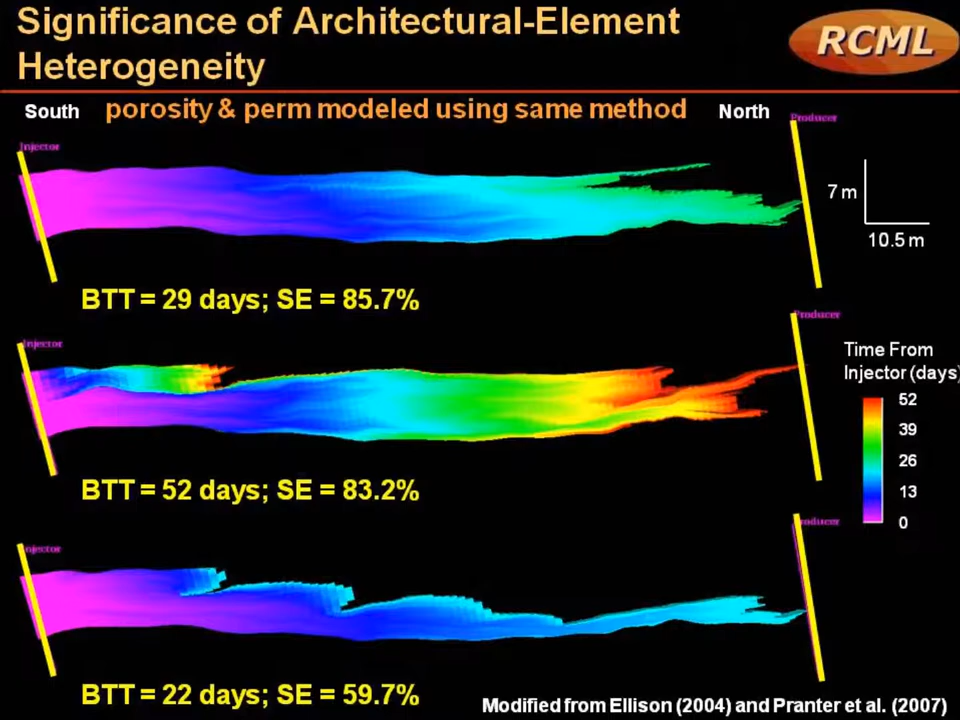 Significance of Architectural-Element
Heterogeneity
RCML
South porosity & perm modeled using same method North
Injector
Producer
7 m
10.5 m
BTT = 29 days; SE = 85.7%
Injector
Producer
Time From
Injector (days)
52
39
26
13
0
BTT = 52 days; SE = 83.2%
Injector
Producer
BTT = 22 days; SE = 59.7%
Modified from Ellison (2004) and Pranter et al. (2007)